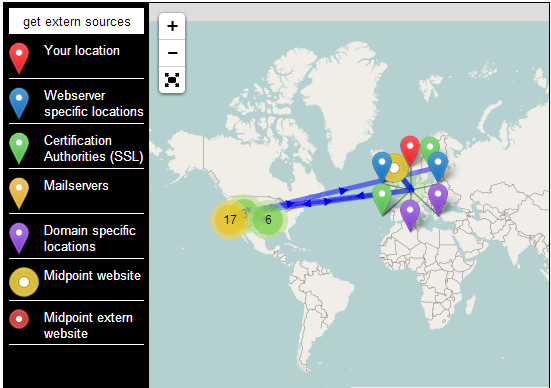 get extern sources
Your location
Webserver
specific locations
Certification
Authorities (SSL)
Mailservers
Domain specific
locations
Midpoint website
Midpoint extern
website
+
−
17
3
6